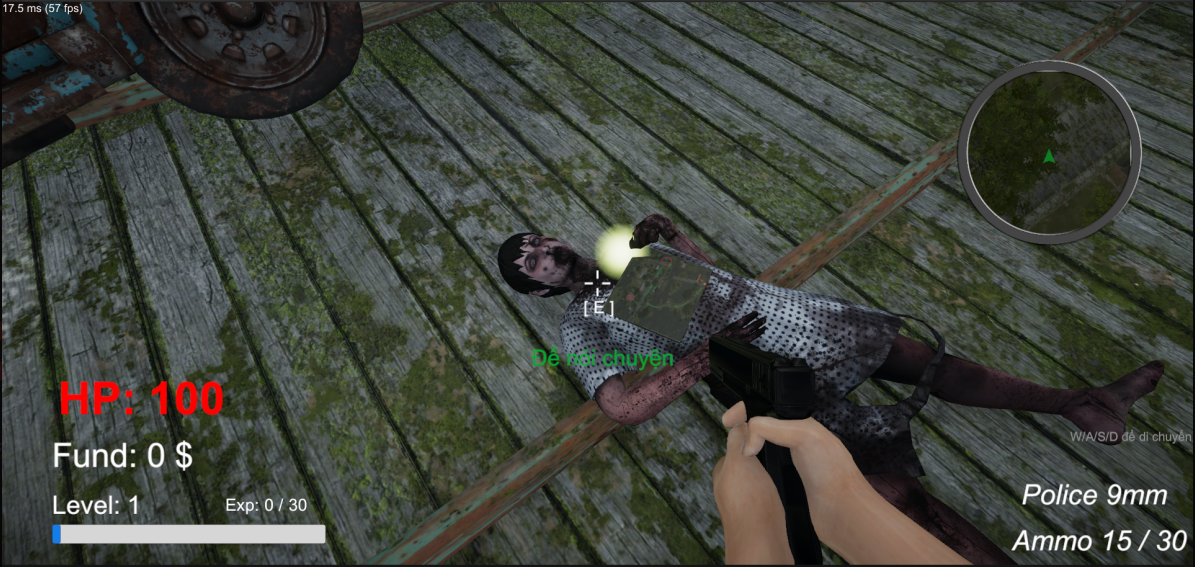 17.5 ms (57 fps)
[E]
Để nói chuyện
HP: 100
Fund: 0 $
Level: 1
Exp: 0 / 30
W/A/S/D để di chuyển
Police 9mm
Ammo 15 / 30